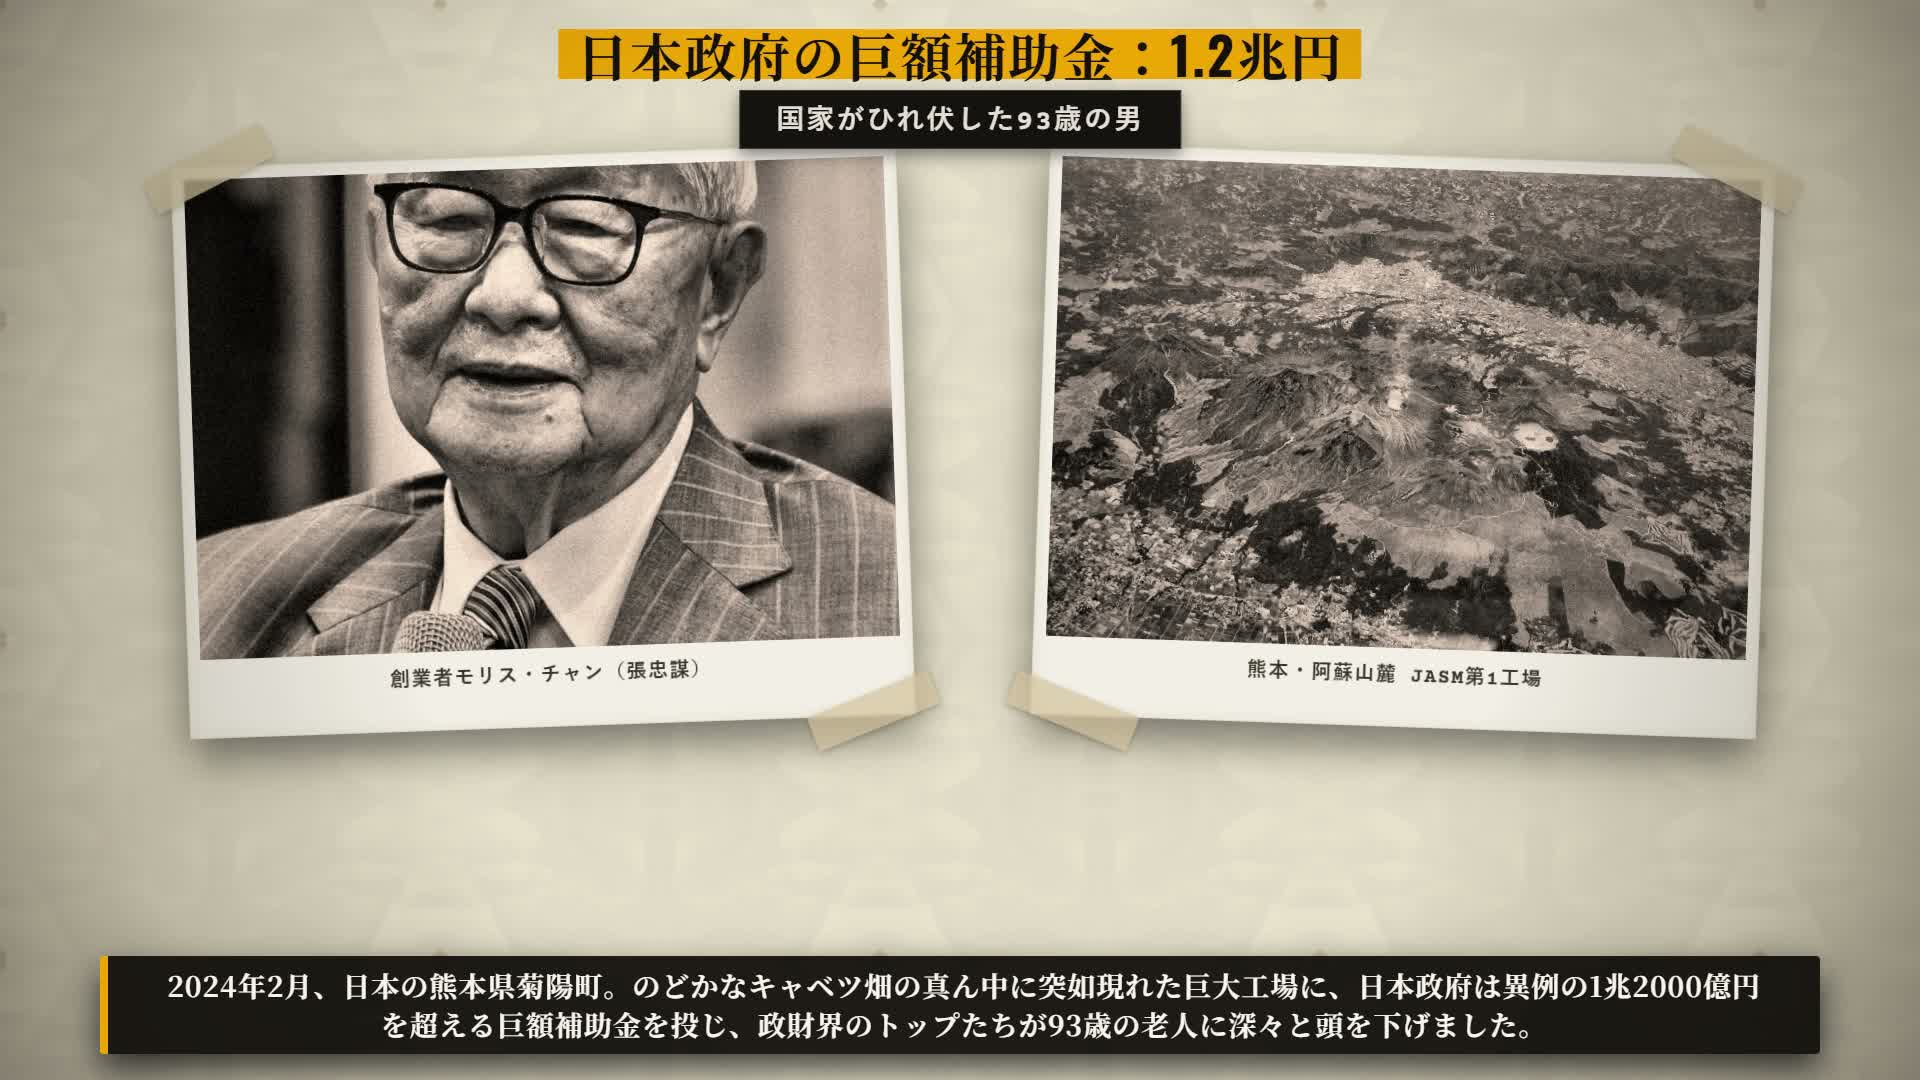 日本政府の巨額補助金：1.2兆円
国家がひれ伏した93歳の男
創業者モリス・チャン（張忠謀）
熊本・阿蘇山麓 JASM第1工場
2024年2月、日本の熊本県菊陽町。のどかなキャベツ畑の真ん中に突如現れた巨大工場に、日本政府は異例の1兆2000億円
を超える巨額補助金を投じ、政財界のトップたちが93歳の老人に深々と頭を下げました。